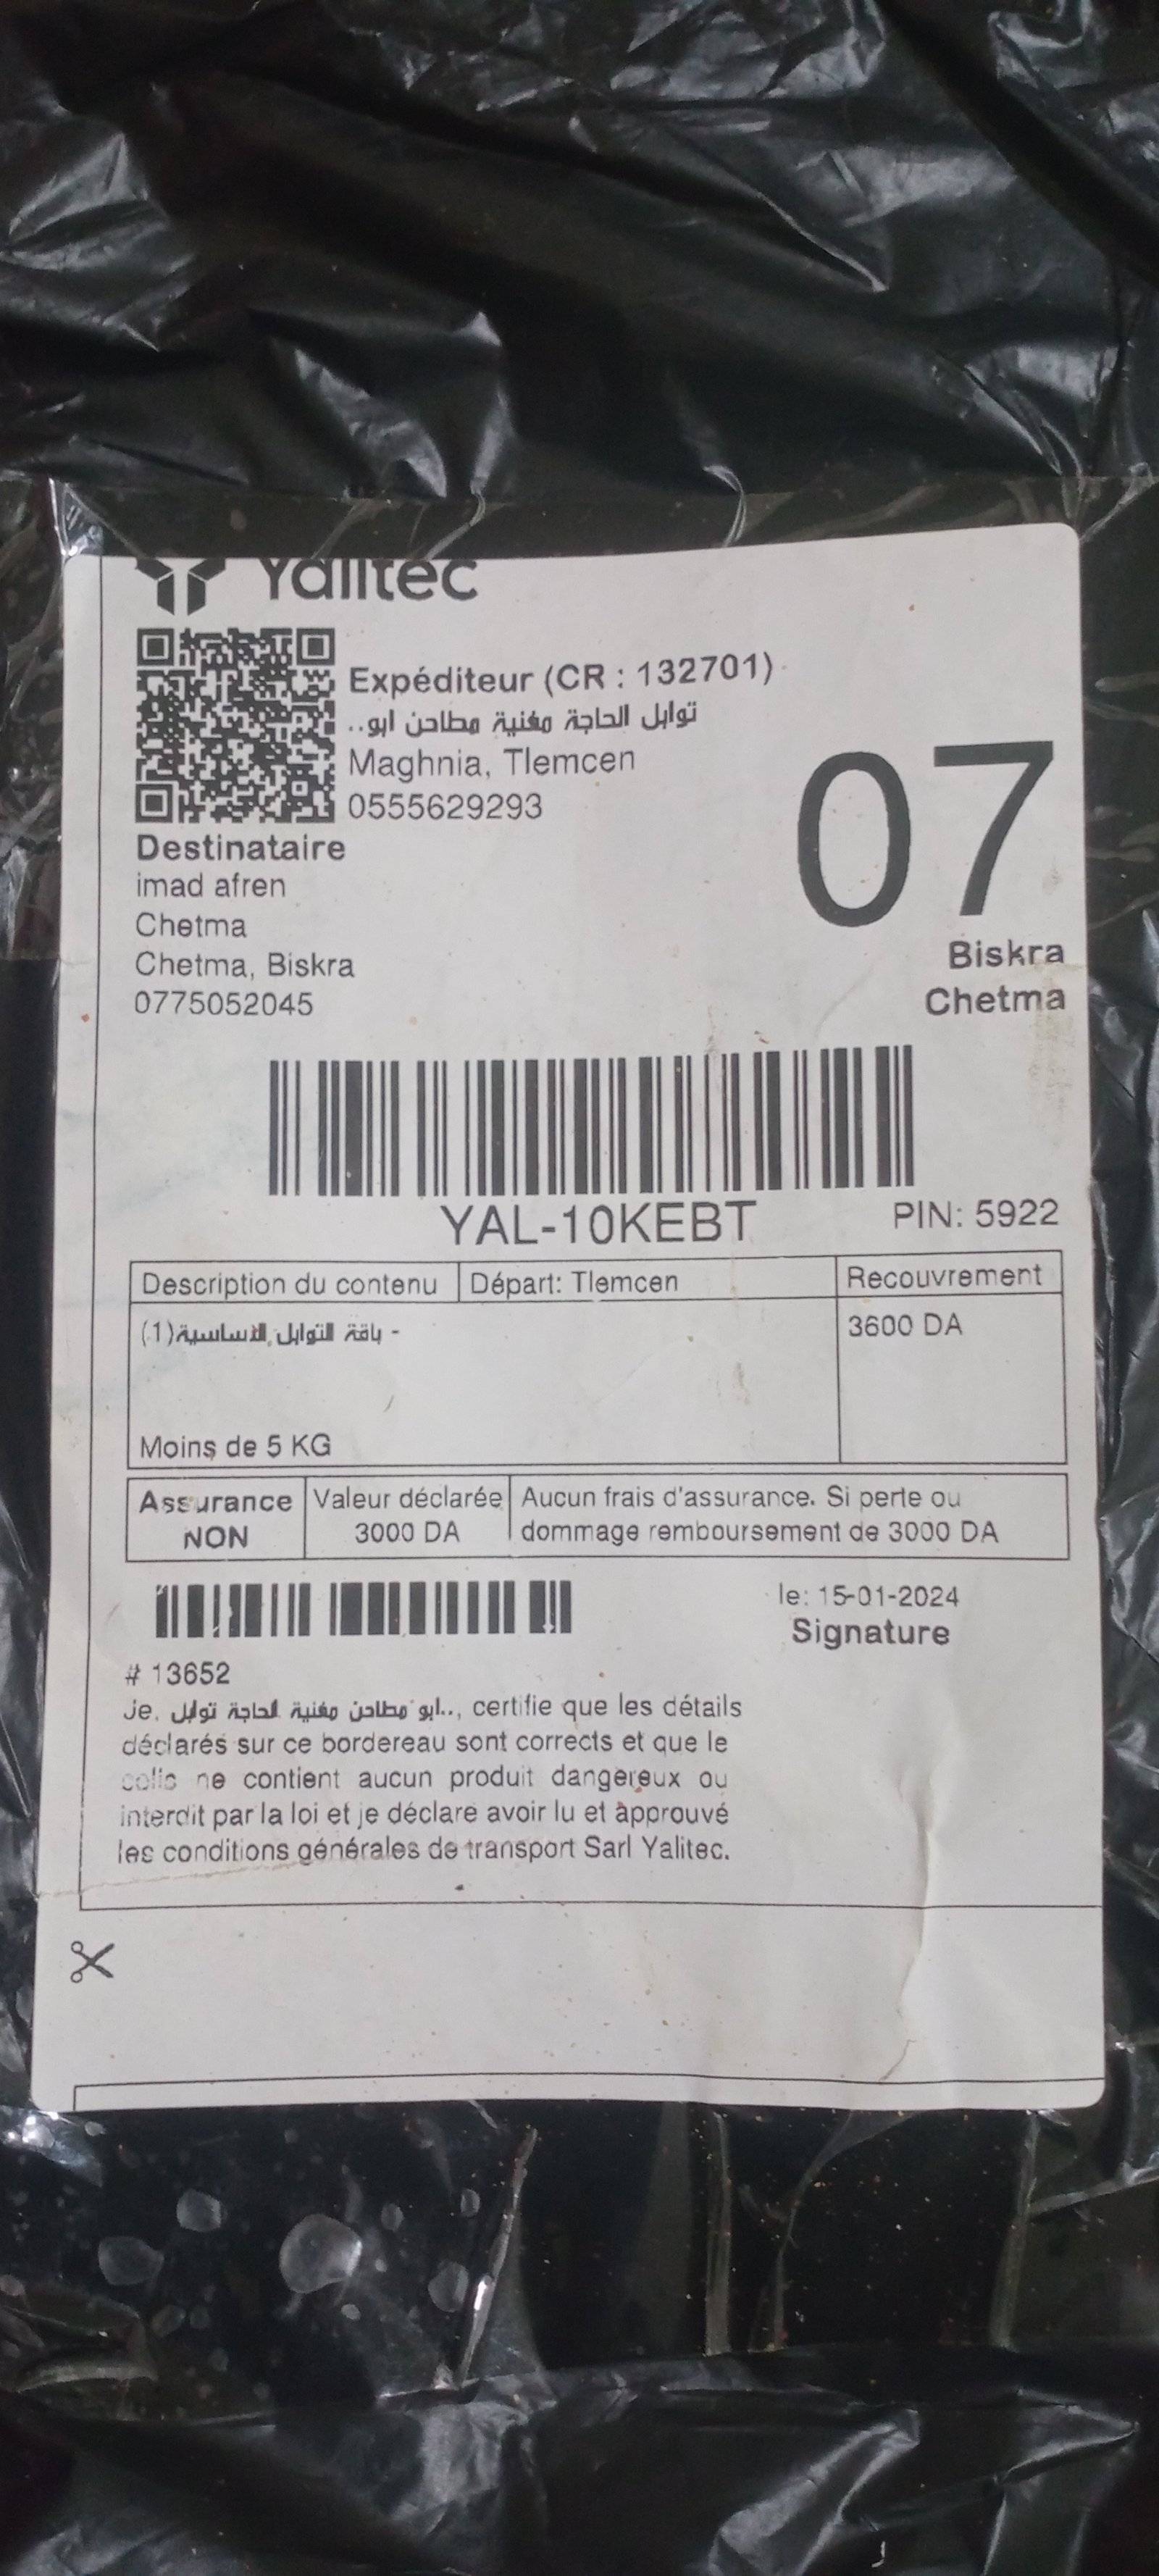 Yalitec
Expéditeur (CR : 132701)
توابل الحاجة مغنية مطاحن ابو..
Maghnia, Tlemcen
0555629293
07
Destinataire
imad afren
Chetma
Chetma, Biskra
0775052045
Biskra
Chetma
YAL-10KEBT
PIN: 5922
Description du contenu
Départ: Tlemcen
Recouvrement
- باقة التوابل الاساسية(1)
3600 DA
Moins de 5 KG
Assurance
NON
Valeur déclarée
3000 DA
Aucun frais d'assurance. Si perte ou
dommage remboursement de 3000 DA
le: 15-01-2024
Signature
# 13652
je, ابو مطاحن مغنية الحاجة توابل.., certifie que les détails
déclarés sur ce bordereau sont corrects et que le
colis ne contient aucun produit dangereux ou
interdit par la loi et je déclare avoir lu et approuvé
les conditions générales de transport Sarl Yalitec.